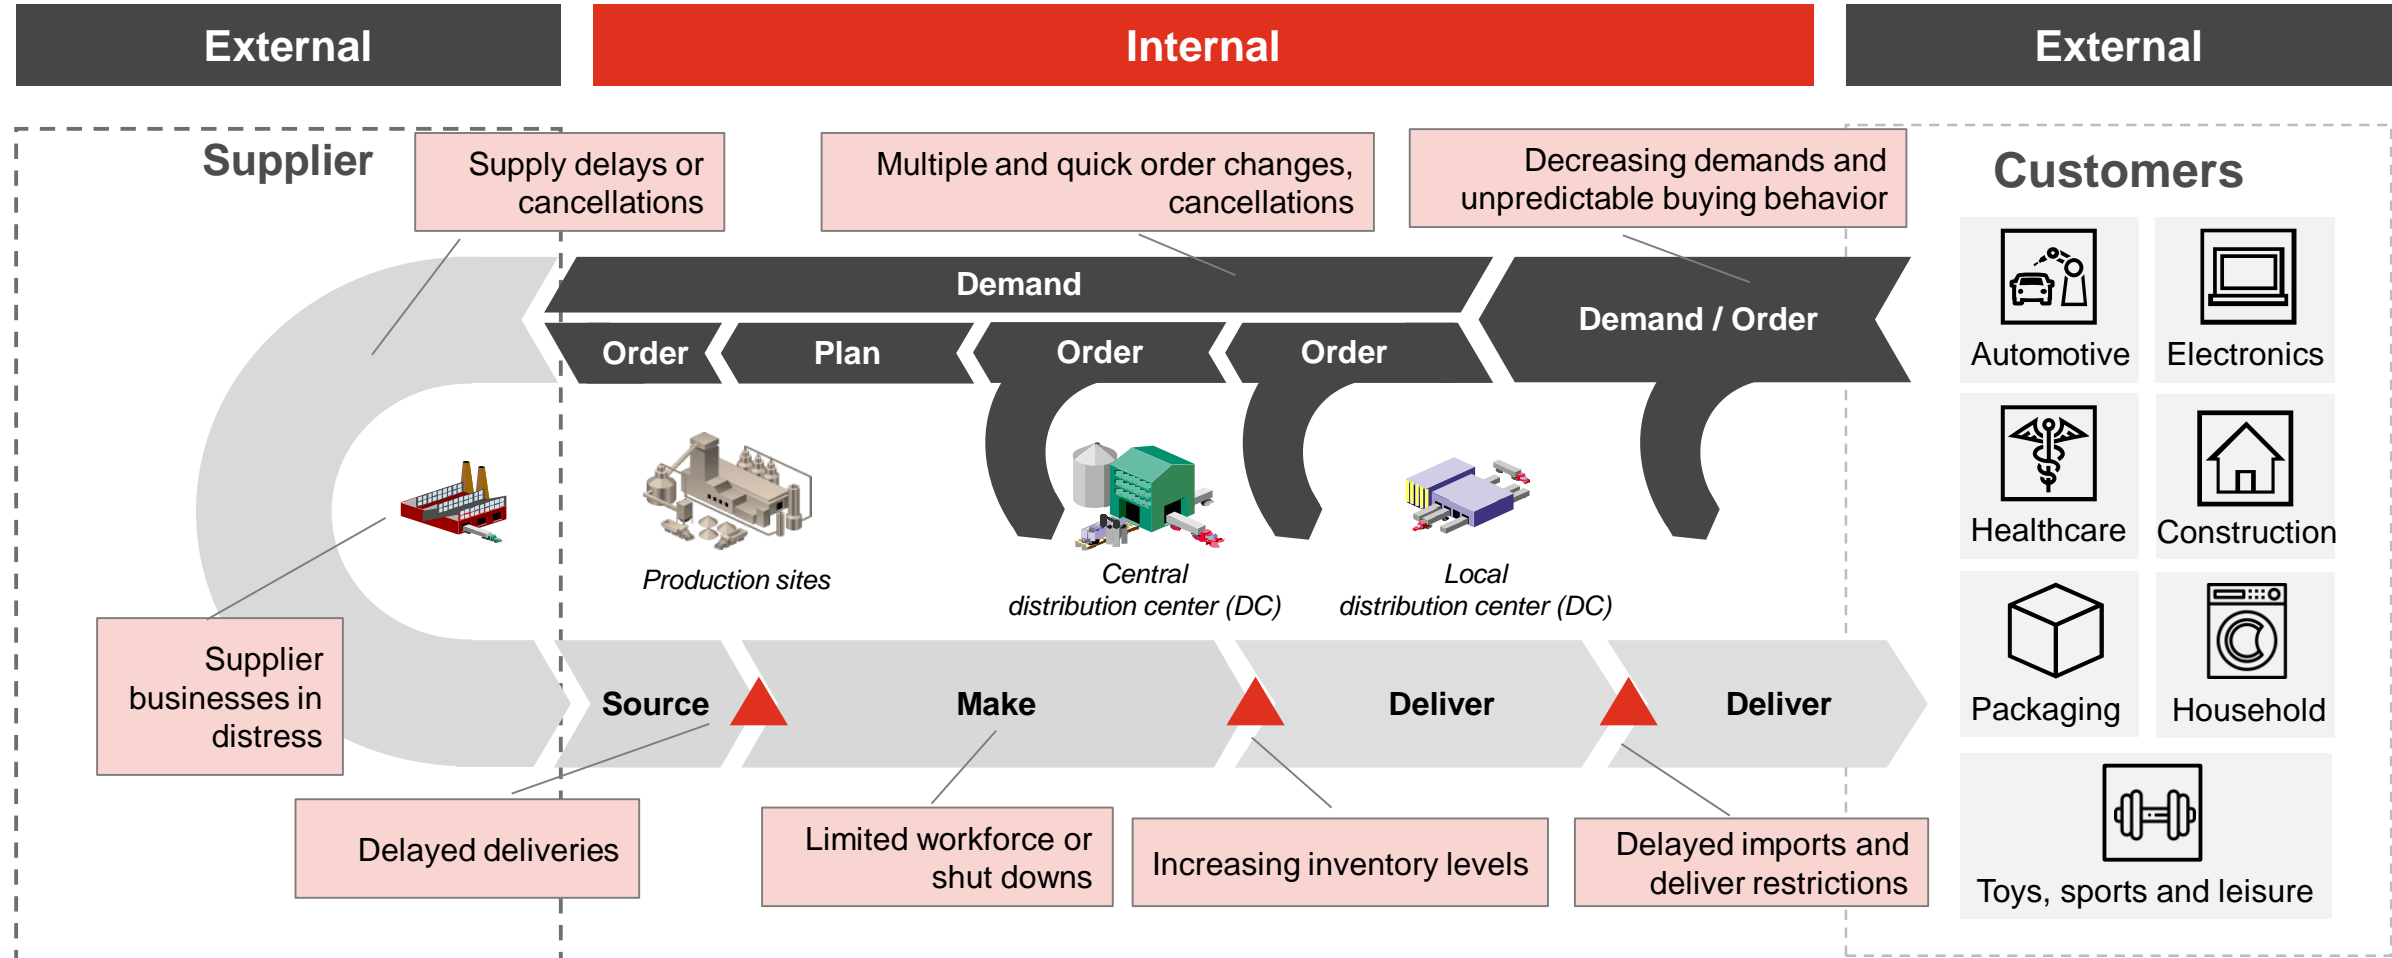 External
Internal
External
Supplier
Supply delays or
cancellations
Multiple and quick order changes,
cancellations
Decreasing demands and
unpredictable buying behavior
Customers
Demand
Demand / Order
Order
Plan
Order
Order
Automotive
Electronics
Healthcare
Construction
Production sites
Central
distribution center (DC)
Local
distribution center (DC)
Supplier
businesses in
distress
Source
Make
Deliver
Deliver
Packaging
Household
Delayed deliveries
Limited workforce or
shut downs
Increasing inventory levels
Delayed imports and
deliver restrictions
Toys, sports and leisure